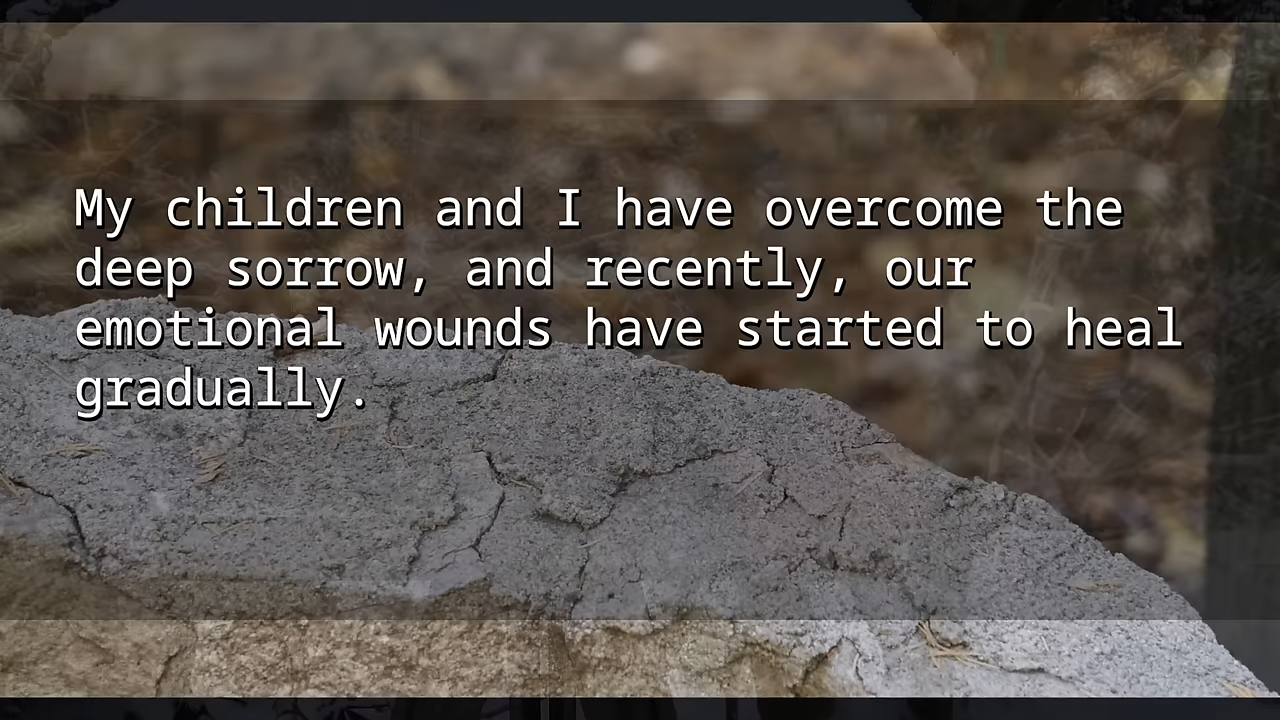 My children and I have overcome the
deep sorrow, and recently, our
emotional wounds have started to heal
gradually.